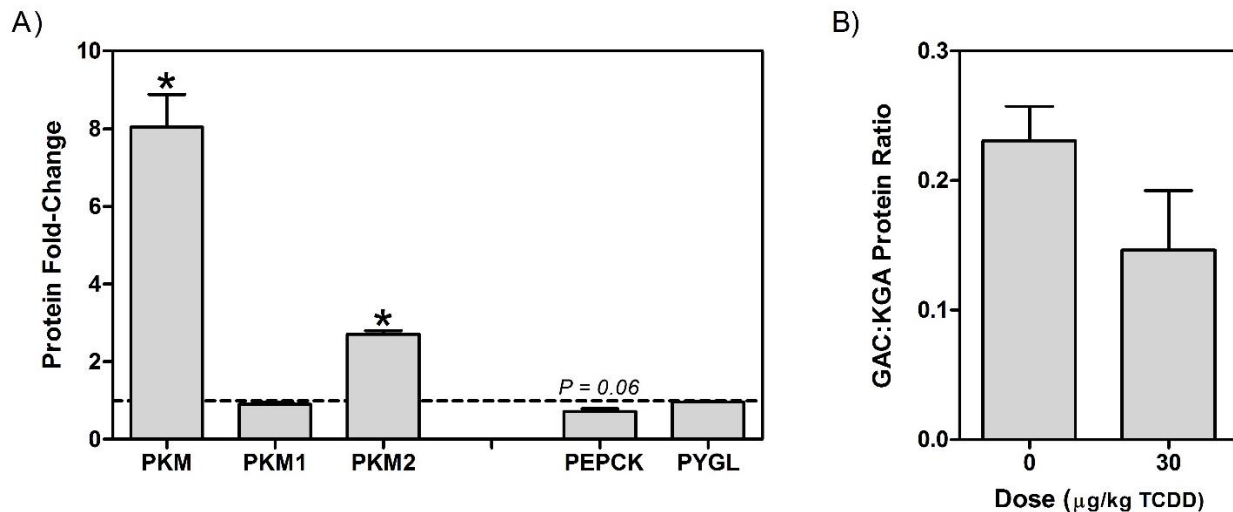 A)
Protein Fold-Change
10
8
6
4
2
0
*
*
P = 0.06
PKM
PKM1
PKM2
PEPCK
PYGL
B)
GAC:KGA Protein Ratio
0.3
0.2
0.1
0.0
0
30
Dose (μg/kg TCDD)